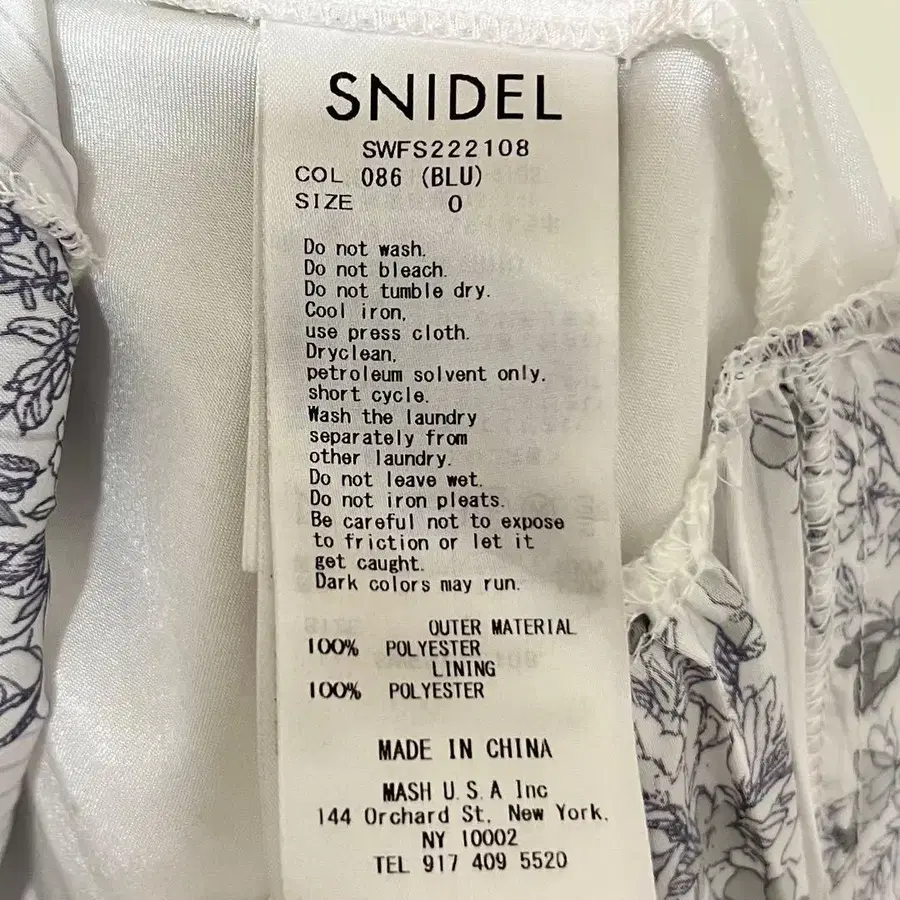 SNIDEL
SWFS222108
COL 086 (BLU)
SIZE 0
Do not wash.
Do not bleach.
Do not tumble dry.
Cool iron,
use press cloth.
Dryclean,
petroleum solvent only.
short cycle.
Wash the laundry
separately from
other laundry.
Do not leave wet.
Do not iron pleats.
Be careful not to expose
to friction or let it
get caught.
Dark colors may run.
OUTER MATERIAL
100% POLYESTER
LINING
100% POLYESTER
MADE IN CHINA
MASH U.S.A Inc
144 Orchard St, New York,
NY 10002
TEL 917 409 5520